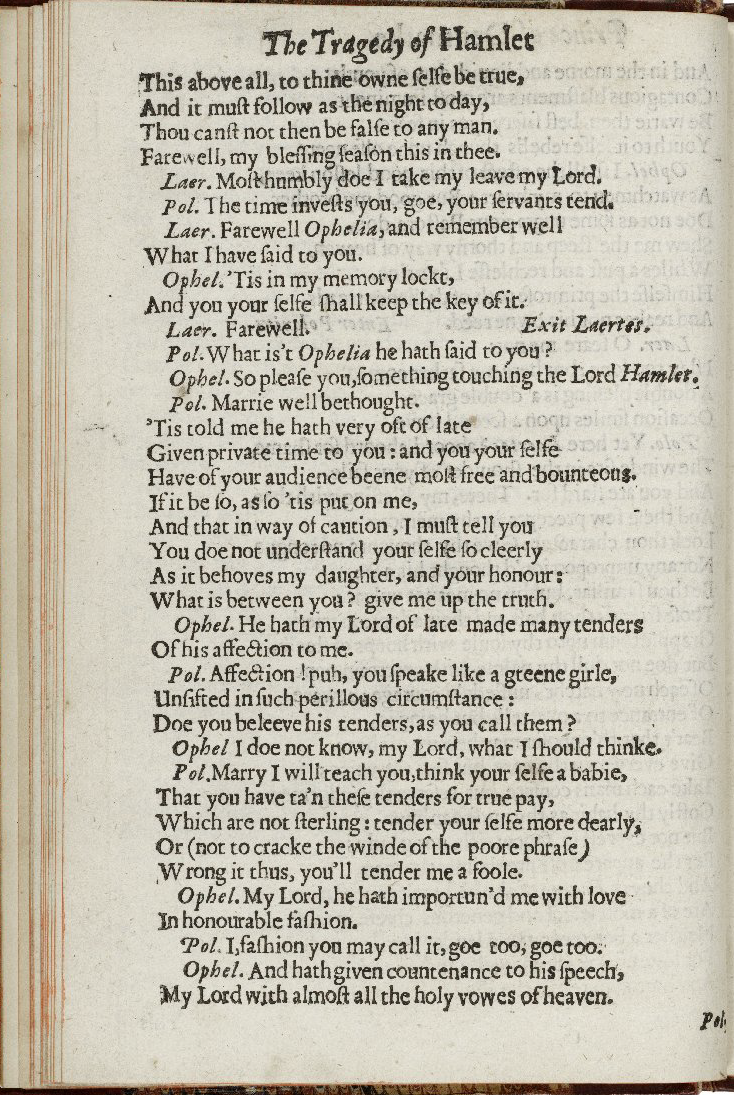 The Tragedy of Hamlet
This above all, to thine owne ſelfe be true,
And it muſt follow as the night to day,
Thou canſt not then be falſe to any man.
Farewell, my bleſſing ſeaſon this in thee.
Laer. Moſt humbly doe I take my leave my Lord.
Pol. The time inveſts you, goe, your ſervants tend.
Laer. Farewell Ophelia, and remember well
What I have ſaid to you.
Ophel. 'Tis in my memory lockt,
And you your ſelfe ſhall keep the key of it.
Laer. Farewell. Exit Laertes.
Pol. What is't Ophelia he hath ſaid to you?
Ophel. So pleaſe you, ſomething touching the Lord Hamlet.
Pol. Marrie well bethought.
'Tis told me he hath very oft of late
Given private time to you: and you your ſelfe
Have of your audience beene moſt free and bounteous.
If it be ſo, as ſo 'tis put on me,
And that in way of caution, I muſt tell you
You doe not underſtand your ſelfe ſo cleerly
As it behoves my daughter, and your honour:
What is between you? give me up the truth.
Ophel. He hath my Lord of late made many tenders
Of his affection to me.
Pol. Affection! puh, you ſpeake like a greene girle,
Unſifted in ſuch perillous circumſtance:
Doe you beleeve his tenders, as you call them?
Ophel I doe not know, my Lord, what I ſhould thinke.
Pol. Marry I will teach you, think your ſelfe a babie,
That you have ta'n theſe tenders for true pay,
Which are not ſterling: tender your ſelfe more dearly,
Or (not to cracke the winde of the poore phraſe)
Wrong it thus, you'll tender me a foole.
Ophel. My Lord, he hath importun'd me with love
In honourable faſhion.
Pol. I, faſhion you may call it, goe too, goe too.
Ophel. And hath given countenance to his ſpeech,
My Lord with almoſt all the holy vowes of heaven.
Pol.